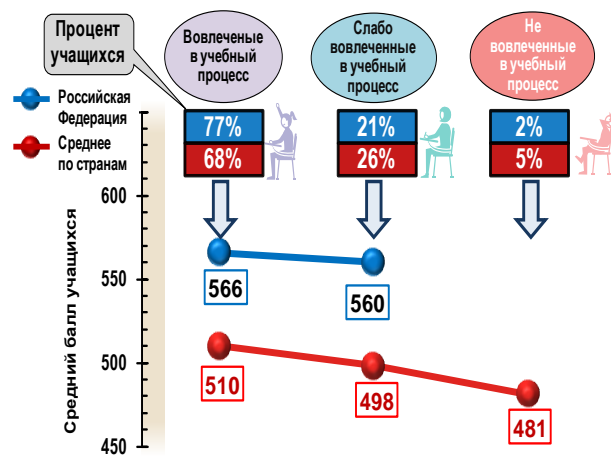 Процент
учащихся
Вовлеченые
в учебный
процесс
Слабо
вовлеченные
в учебный
процесс
Не
вовлеченные
в учебный
процесс
Российская
Федерация
Среднее
по странам
77%
68%
21%
26%
2%
5%
Средний балл учащихся
600
550
500
450
566
560
510
498
481